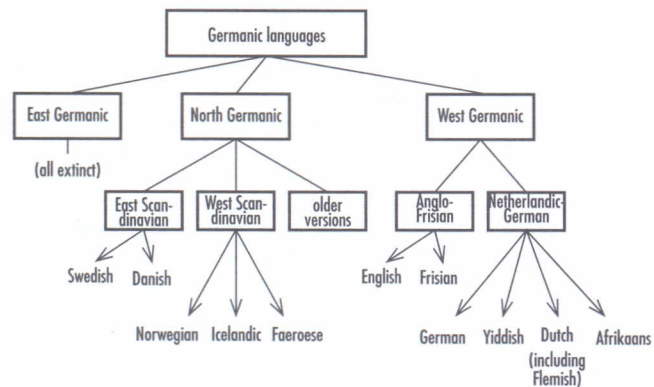 Germanic languages
East Germanic
North Germanic
West Germanic
(all extinct)
East Scan-
dinavian
West Scan-
dinavian
older
versions
Anglo-
Frisian
Netherlandic-
German
Swedish
Danish
English
Frisian
Norwegian
Icelandic
Faeroese
German
Yiddish
Dutch
(including
Flemish)
Afrikaans